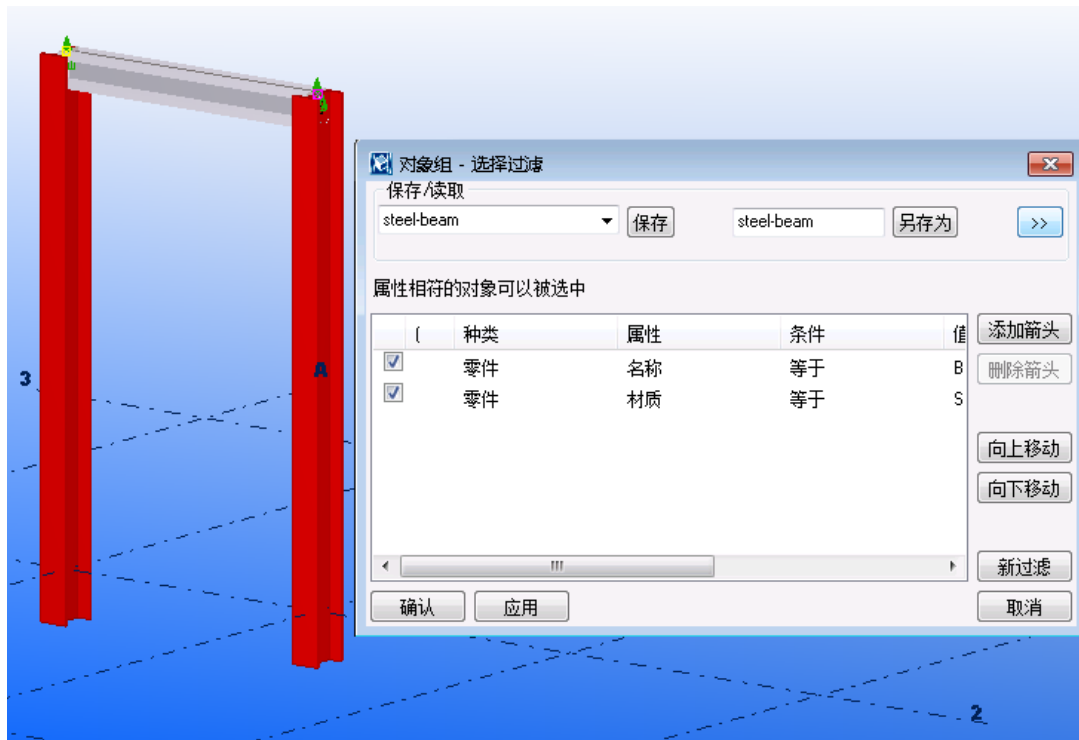 对象组 - 选择过滤
保存/读取
steel-beam 保存 steel-beam 另存为 >>
属性相符的对象可以被选中
( 种类 属性 条件 值 添加箭头
零件 名称 等于 B 删除箭头
零件 材质 等于 S
向上移动
向下移动
新过滤
确认 应用 取消
3
A
2